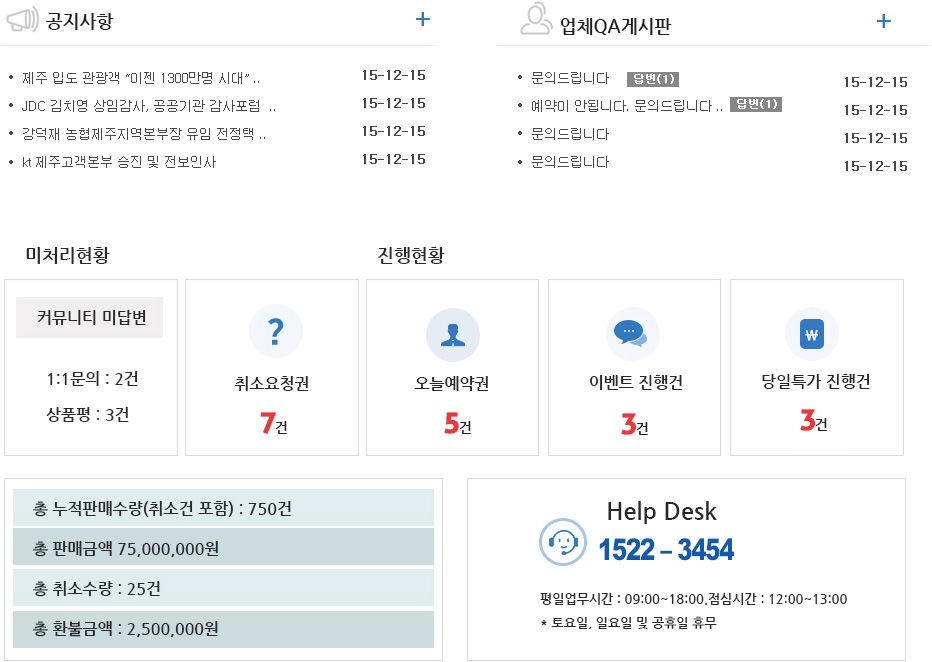 공지사항 +
제주 입도 관광객 “이젠 1300만명 시대” .. 15-12-15
JDC 김치영 상임감사, 공공기관 감사포럼 .. 15-12-15
강덕재 농협제주지역본부장 유임 전정택 .. 15-12-15
kt 제주고객본부 승진 및 전보인사 15-12-15
업체QA게시판 +
문의드립니다 답변(1) 15-12-15
예약이 안됩니다. 문의드립니다 .. 답변(1) 15-12-15
문의드립니다 15-12-15
문의드립니다 15-12-15
미처리현황
커뮤니티 미답변
1:1문의 : 2건
상품평 : 3건
진행현황
?
취소요청권
7건
오늘예약권
5건
이벤트 진행건
3건
₩
당일특가 진행건
3건
총 누적판매수량(취소건 포함) : 750건
총 판매금액 75,000,000원
총 취소수량 : 25건
총 환불금액 : 2,500,000원
Help Desk
1522 – 3454
평일업무시간 : 09:00~18:00,점심시간 : 12:00~13:00
* 토요일, 일요일 및 공휴일 휴무